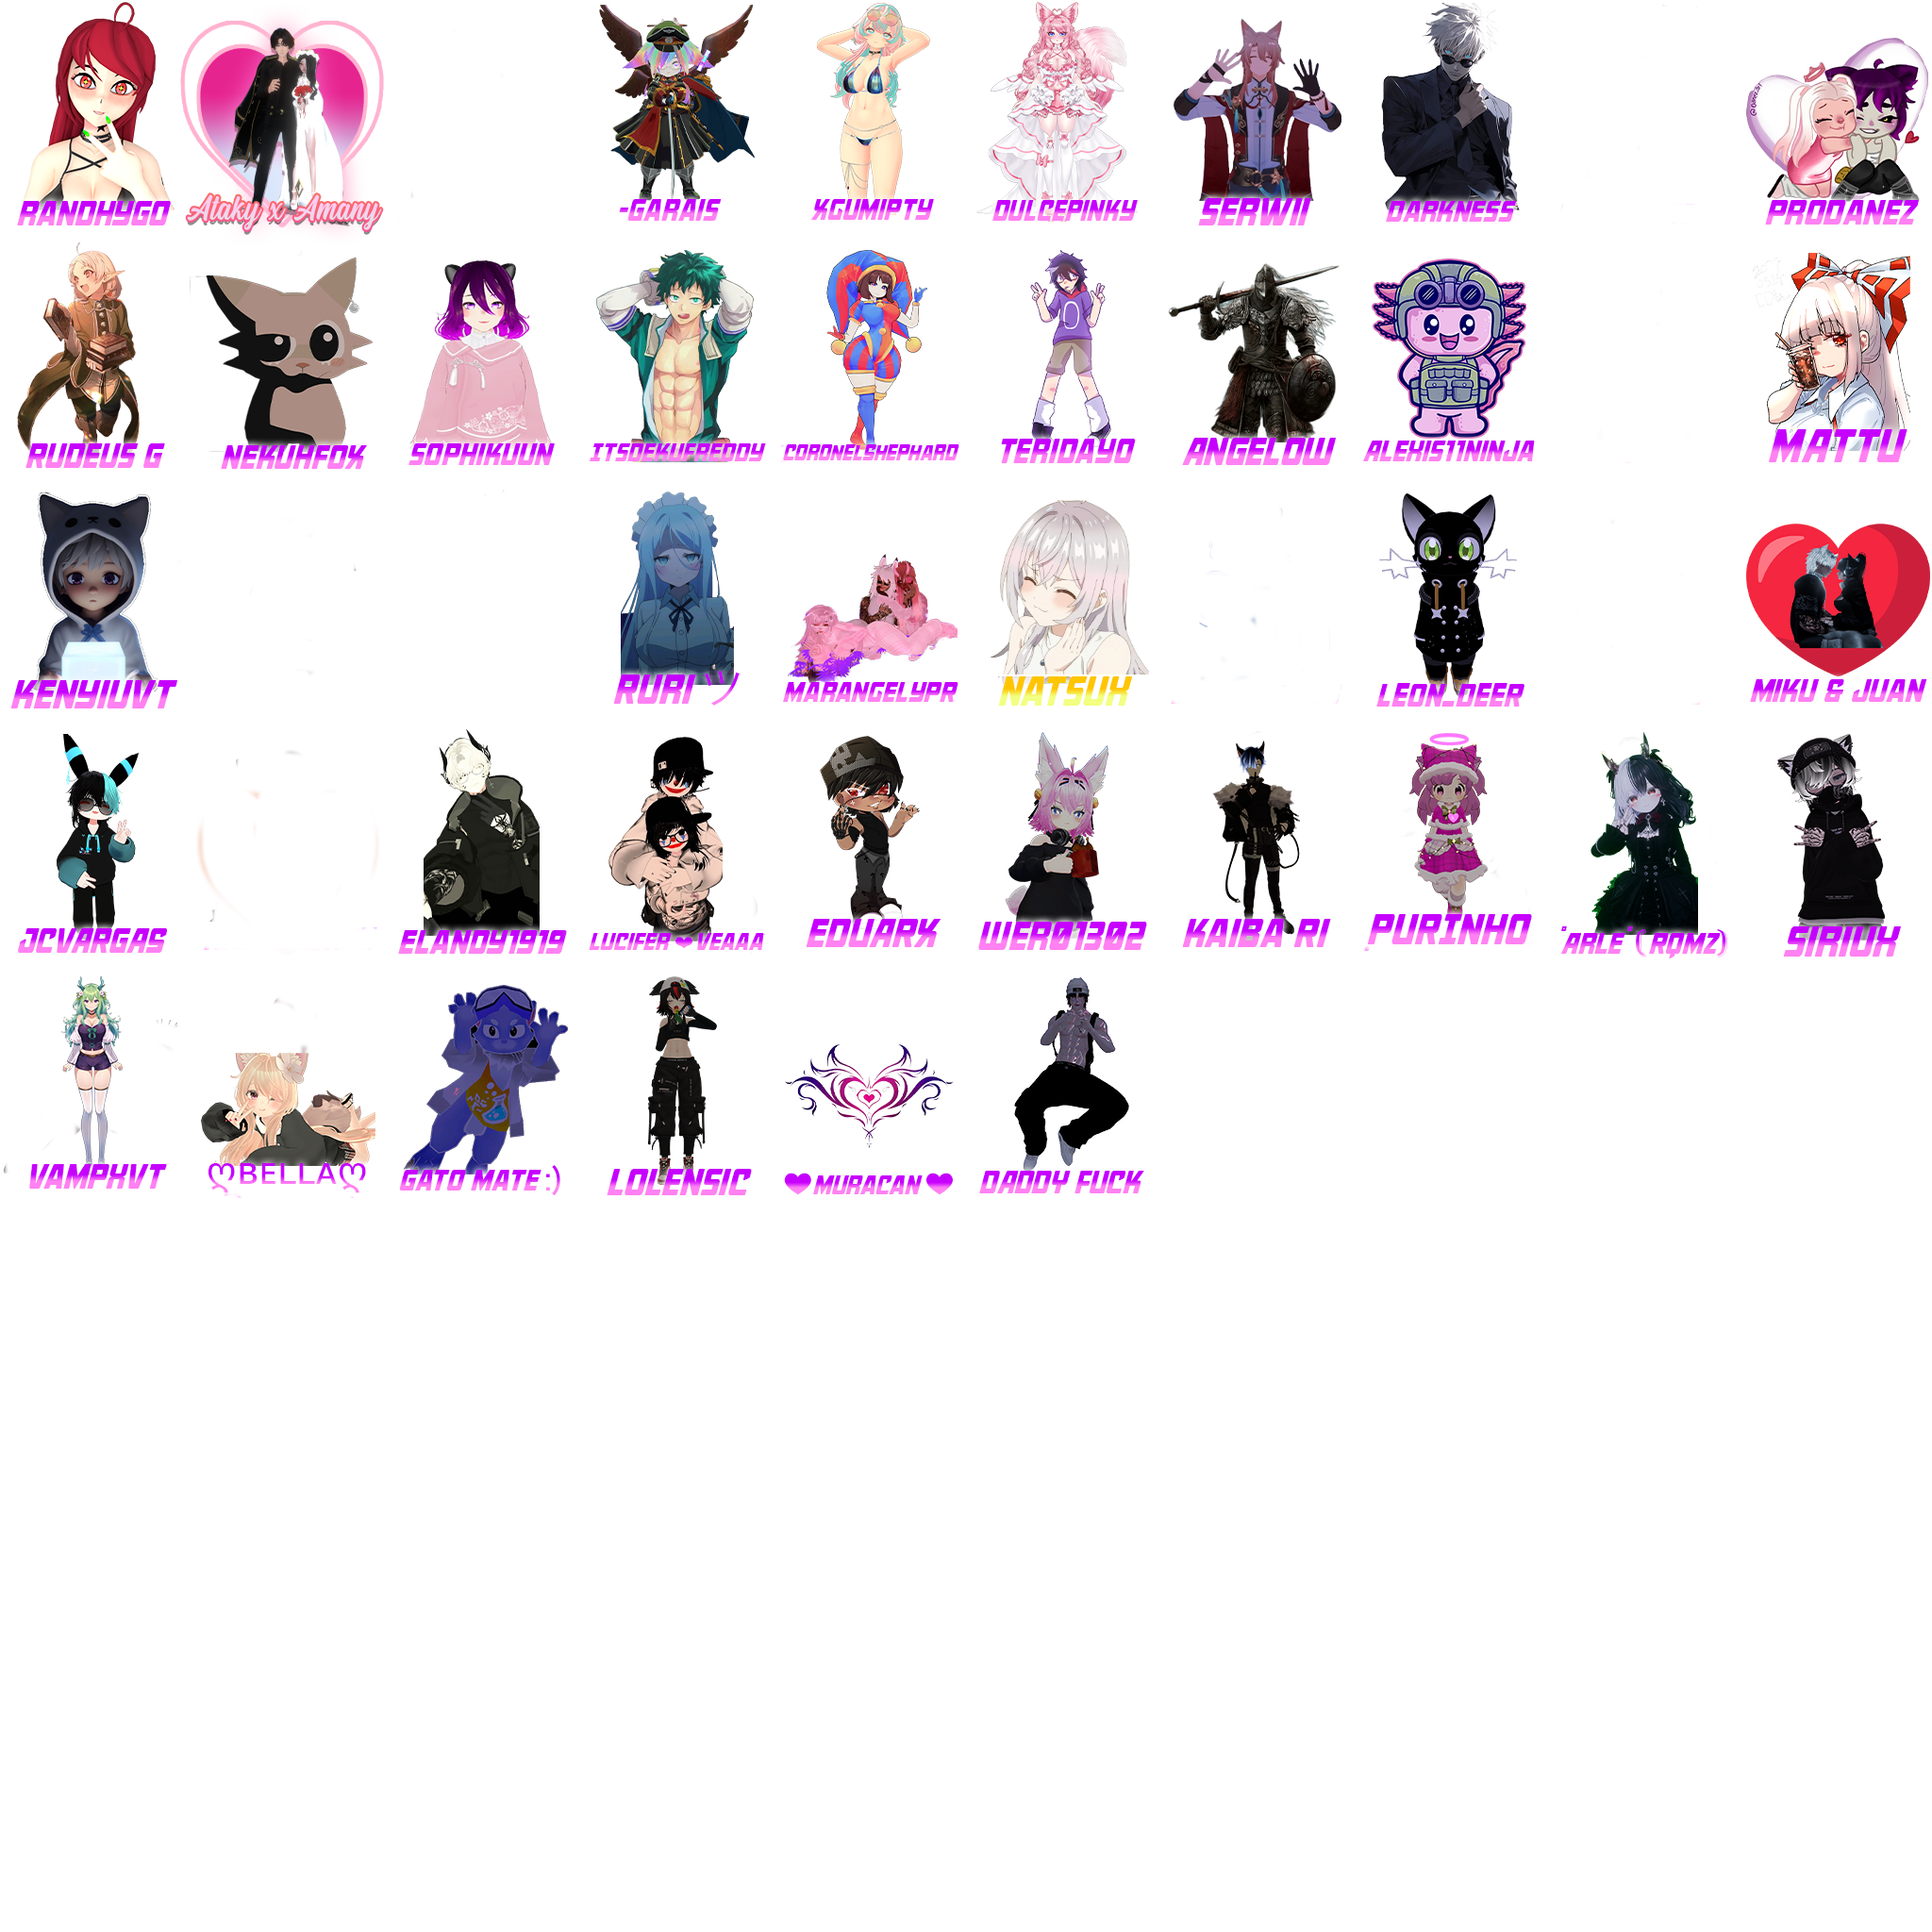 RANDHYGO
Ataky x Amany
-GARAIS
XGUMIPTY
DULCEPINKY
SERWII
DARKNESS
PRODANEZ
RUDEUS G
NEKUHFOX
SOPHIKUUN
ITSDEKUFREDDY
CORONELSHEPHARD
TERIDAYO
ANGELOW
ALEXIS11NINJA
MATTU
KENYIUVT
RURI ツ
MARANGELYPR
NATSUX
LEON_DEER
MIKU & JUAN
JCVARGAS
ELANDY1919
LUCIFER ❤ VEAAA
EDUARX
WER01302
KAIBA RI
PURINHO
"ARLE"( RQMZ)
SIRIUX
VAMPXVT
ღBELLAღ
GATO MATE :)
LOLENSIC
❤ MURACAN ❤
DADDY FUCK